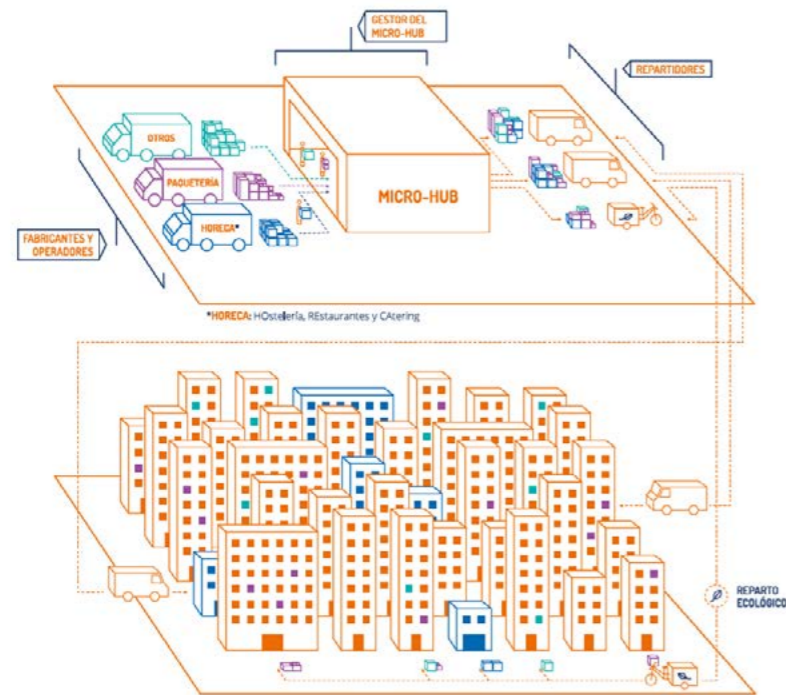 GESTOR DEL
MICRO-HUB
REPARTIDORES
OTROS
PAQUETERÍA
HORECA*
MICRO-HUB
FABRICANTES Y
OPERADORES
*HORECA: HOstelería, REstaurantes y CAtering
REPARTO
ECOLÓGICO